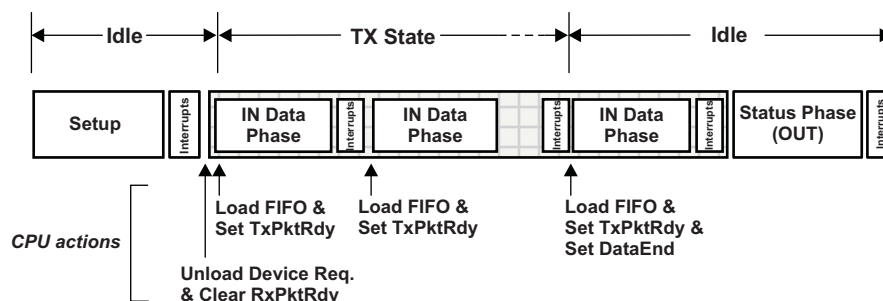 Idle
TX State
Idle
Setup
Interrupts
IN Data
Phase
Interrupts
IN Data
Phase
Interrupts
IN Data
Phase
Interrupts
Status Phase
(OUT)
Interrupts
CPU actions
Load FIFO &
Set TxPktRdy
Load FIFO &
Set TxPktRdy
Load FIFO &
Set TxPktRdy &
Set DataEnd
Unload Device Req.
& Clear RxPktRdy